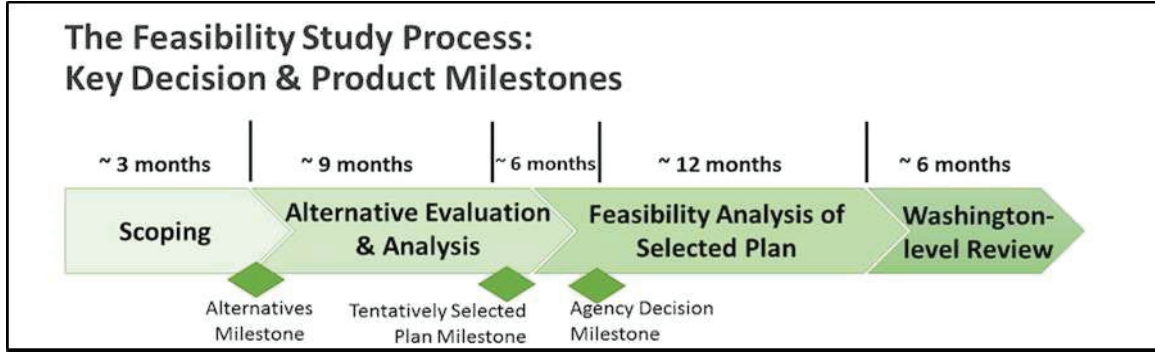 The Feasibility Study Process:
Key Decision & Product Milestones
~ 3 months
~ 9 months
~ 6 months
~ 12 months
~ 6 months
Scoping
Alternative Evaluation
& Analysis
Feasibility Analysis of
Selected Plan
Washington-
level Review
Alternatives
Milestone
Tentatively Selected
Plan Milestone
Agency Decision
Milestone